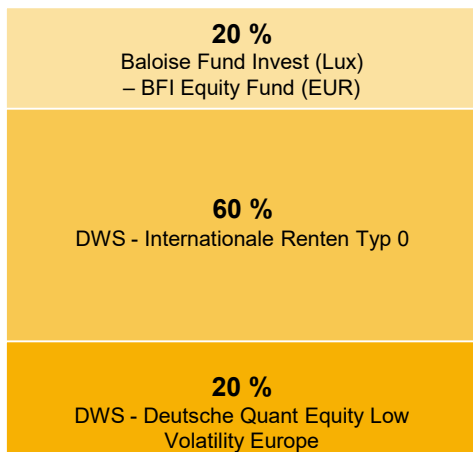 20 %
Baloise Fund Invest (Lux)
– BFI Equity Fund (EUR)
60 %
DWS - Internationale Renten Typ 0
20 %
DWS - Deutsche Quant Equity Low
Volatility Europe